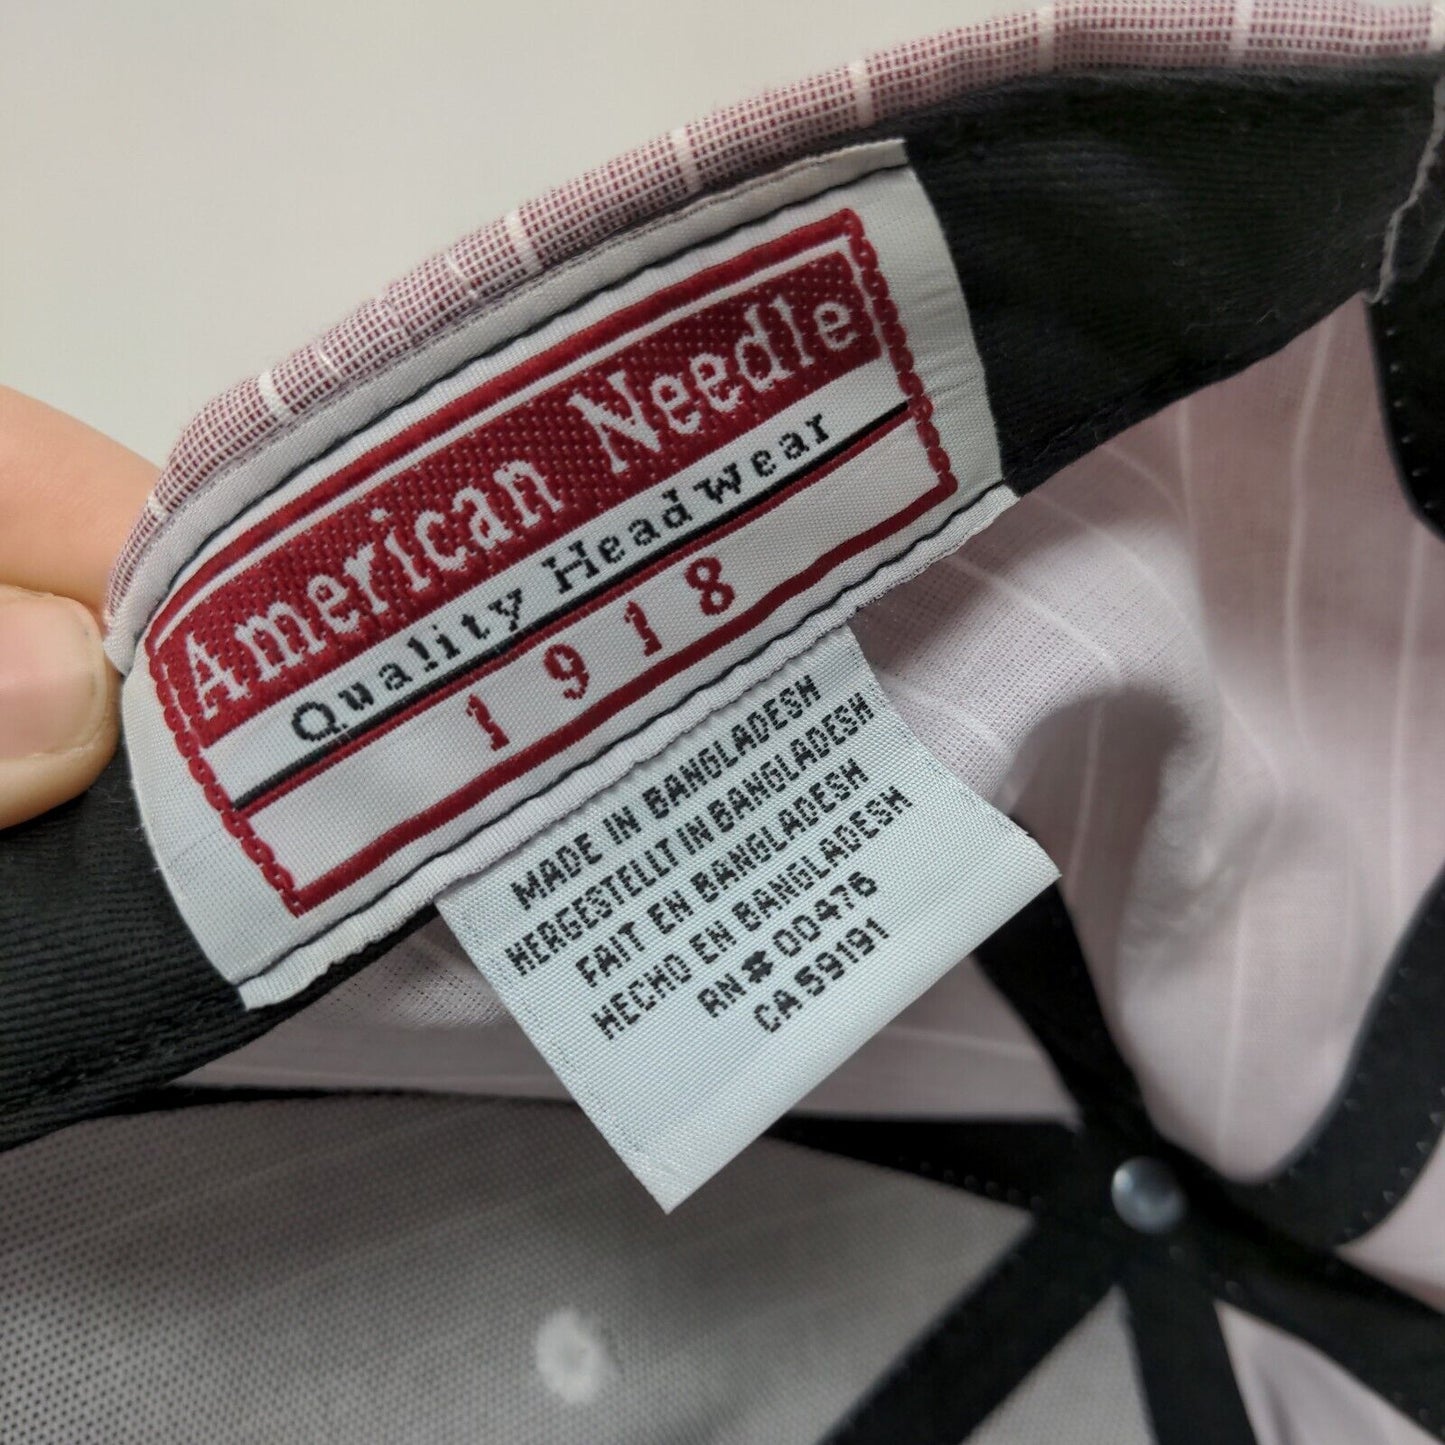 American Needle
Quality Headwear
1918
MADE IN BANGLADESH
HERGESTELLT IN BANGLADESH
FAIT EN BANGLADESH
HECHO EN BANGLADESH
RN# 00476
CA 59191